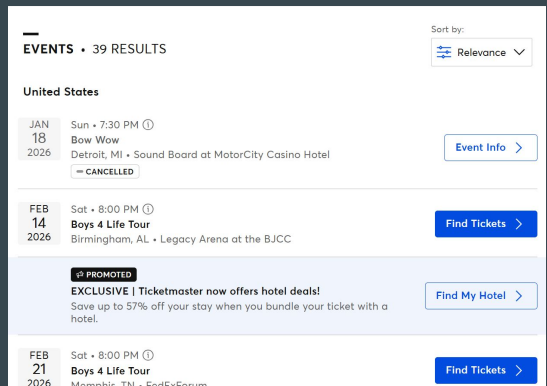 Sort by:
EVENTS • 39 RESULTS
Relevance
United States
JAN
18
2026
Sun • 7:30 PM
Bow Wow
Detroit, MI • Sound Board at MotorCity Casino Hotel
CANCELLED
Event Info
FEB
14
2026
Sat • 8:00 PM
Boys 4 Life Tour
Birmingham, AL • Legacy Arena at the BJCC
Find Tickets
PROMOTED
EXCLUSIVE | Ticketmaster now offers hotel deals!
Save up to 57% off your stay when you bundle your ticket with a
hotel.
Find My Hotel
FEB
21
2026
Sat • 8:00 PM
Boys 4 Life Tour
Memphis, TN • FedExForum
Find Tickets